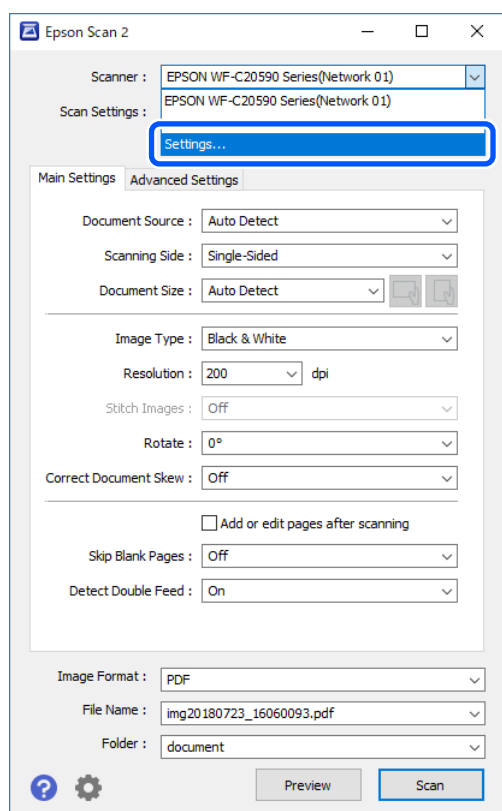 Epson Scan 2
Scanner : EPSON WF-C20590 Series(Network 01)
EPSON WF-C20590 Series(Network 01)
Scan Settings :
Settings...
Main Settings Advanced Settings
Document Source : Auto Detect
Scanning Side : Single-Sided
Document Size : Auto Detect
Image Type : Black & White
Resolution : 200 dpi
Stitch Images : Off
Rotate : 0°
Correct Document Skew : Off
Add or edit pages after scanning
Skip Blank Pages : Off
Detect Double Feed : On
Image Format : PDF
File Name : img20180723_16060093.pdf
Folder : document
? Preview Scan